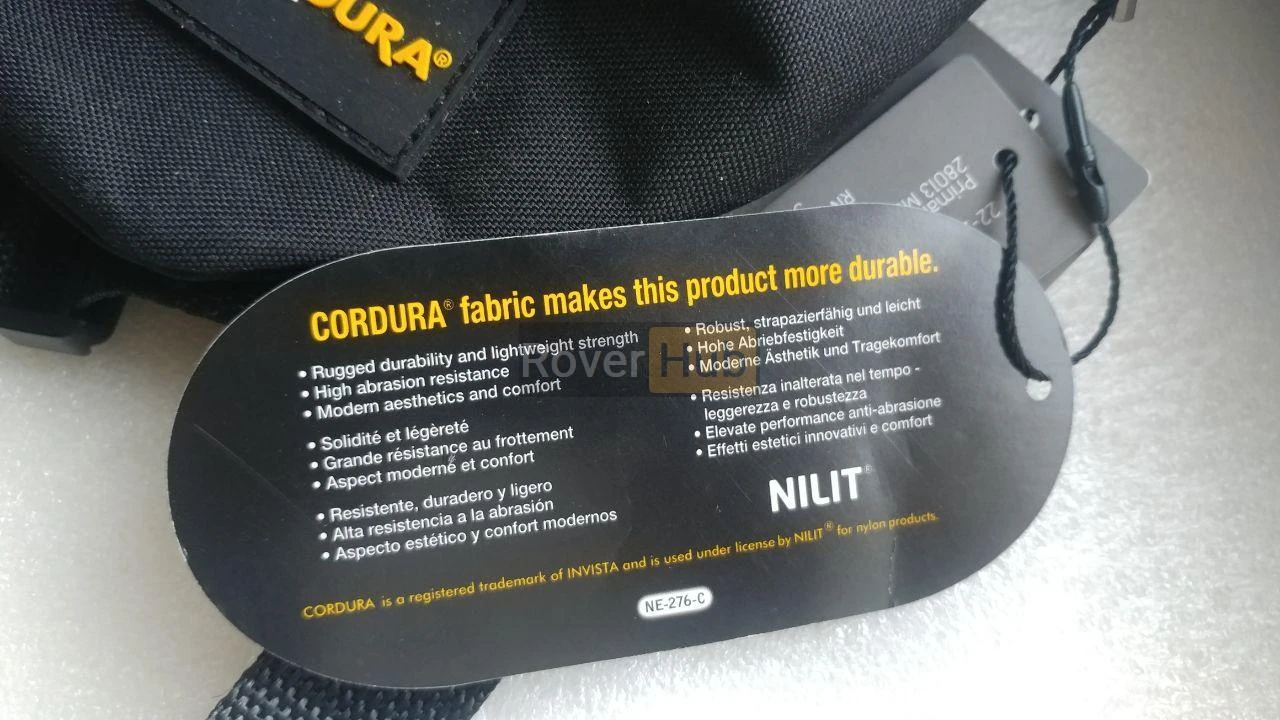 DURA®
Prima
28013 M
22-
CORDURA® fabric makes this product more durable.
• Rugged durability and lightweight strength
• High abrasion resistance
• Modern aesthetics and comfort
• Solidité et légèreté
• Grande résistance au frottement
• Aspect moderne et confort
• Resistente, duradero y ligero
• Alta resistencia a la abrasión
• Aspecto estético y confort modernos
• Robust, strapazierfähig und leicht
• Hohe Abriebfestigkeit
• Moderne Ästhetik und Tragekomfort
• Resistenza inalterata nel tempo -
leggerezza e robustezza
• Elevate performance anti-abrasione
• Effetti estetici innovativi e comfort
NILIT®
CORDURA is a registered trademark of INVISTA and is used under license by NILIT® for nylon products.
NE-276-C
Rover Hub